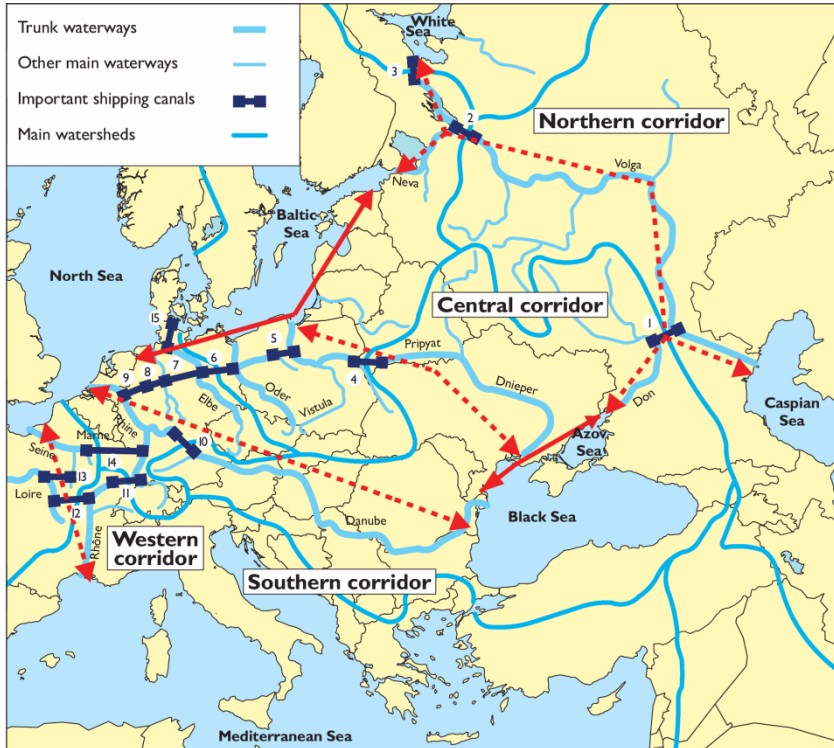 Trunk waterways
Other main waterways
Important shipping canals
Main watersheds
White
Sea
3
2
Northern corridor
Volga
Neva
Baltic
Sea
North Sea
Central corridor
15
1
5
Pripyat
6
7
8
9
4
Dnieper
Oder
Vistula
Elbe
Don
Caspian
Sea
Rhine
10
Azov
Sea
Marne
Seine
14
13
11
Loire
12
Black Sea
Danube
Western
corridor
Rhône
Southern corridor
Mediterranean Sea